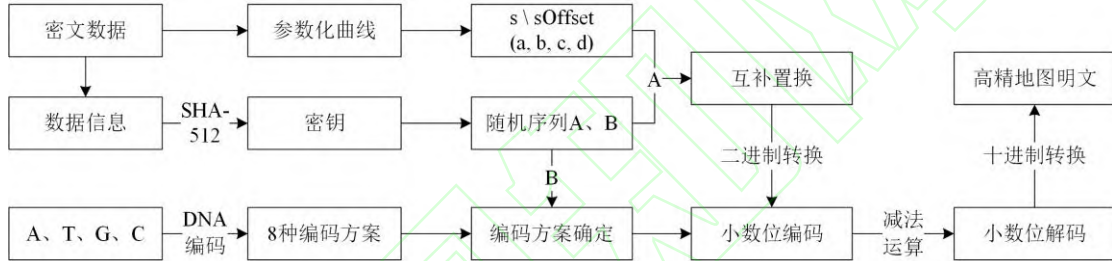 密文数据
参数化曲线
s \ sOffset
(a, b, c, d)
互补置换
高精地图明文
A
数据信息
SHA-
512
密钥
随机序列A、B
二进制转换
十进制转换
B
A、T、G、C
DNA
编码
8种编码方案
编码方案确定
小数位编码
减法
运算
小数位解码